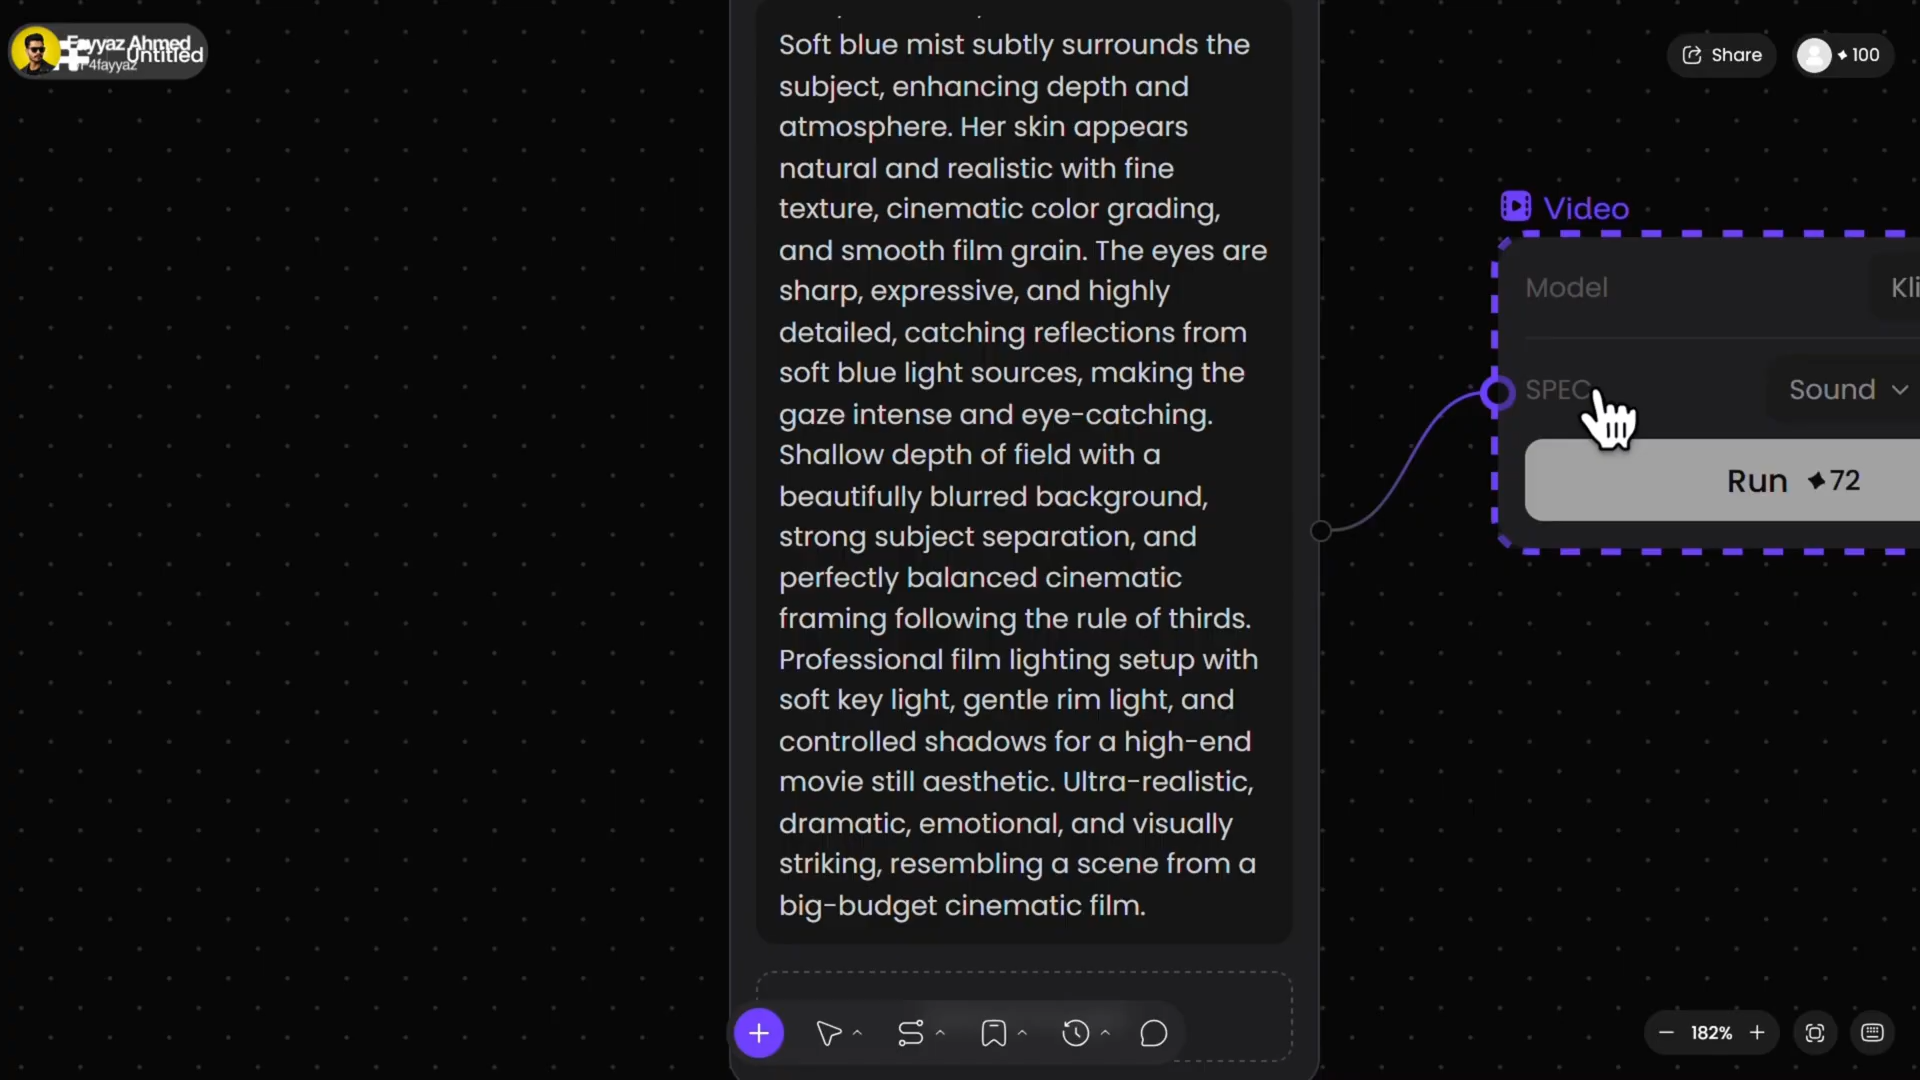 Fayyaz Ahmed
Untitled
4fayyaz
Share
100
Soft blue mist subtly surrounds the
subject, enhancing depth and
atmosphere. Her skin appears
natural and realistic with fine
texture, cinematic color grading,
and smooth film grain. The eyes are
sharp, expressive, and highly
detailed, catching reflections from
soft blue light sources, making the
gaze intense and eye-catching.
Shallow depth of field with a
beautifully blurred background,
strong subject separation, and
perfectly balanced cinematic
framing following the rule of thirds.
Professional film lighting setup with
soft key light, gentle rim light, and
controlled shadows for a high-end
movie still aesthetic. Ultra-realistic,
dramatic, emotional, and visually
striking, resembling a scene from a
big-budget cinematic film.
Video
Model
Kli
SPEC
Sound
Run 72
182%